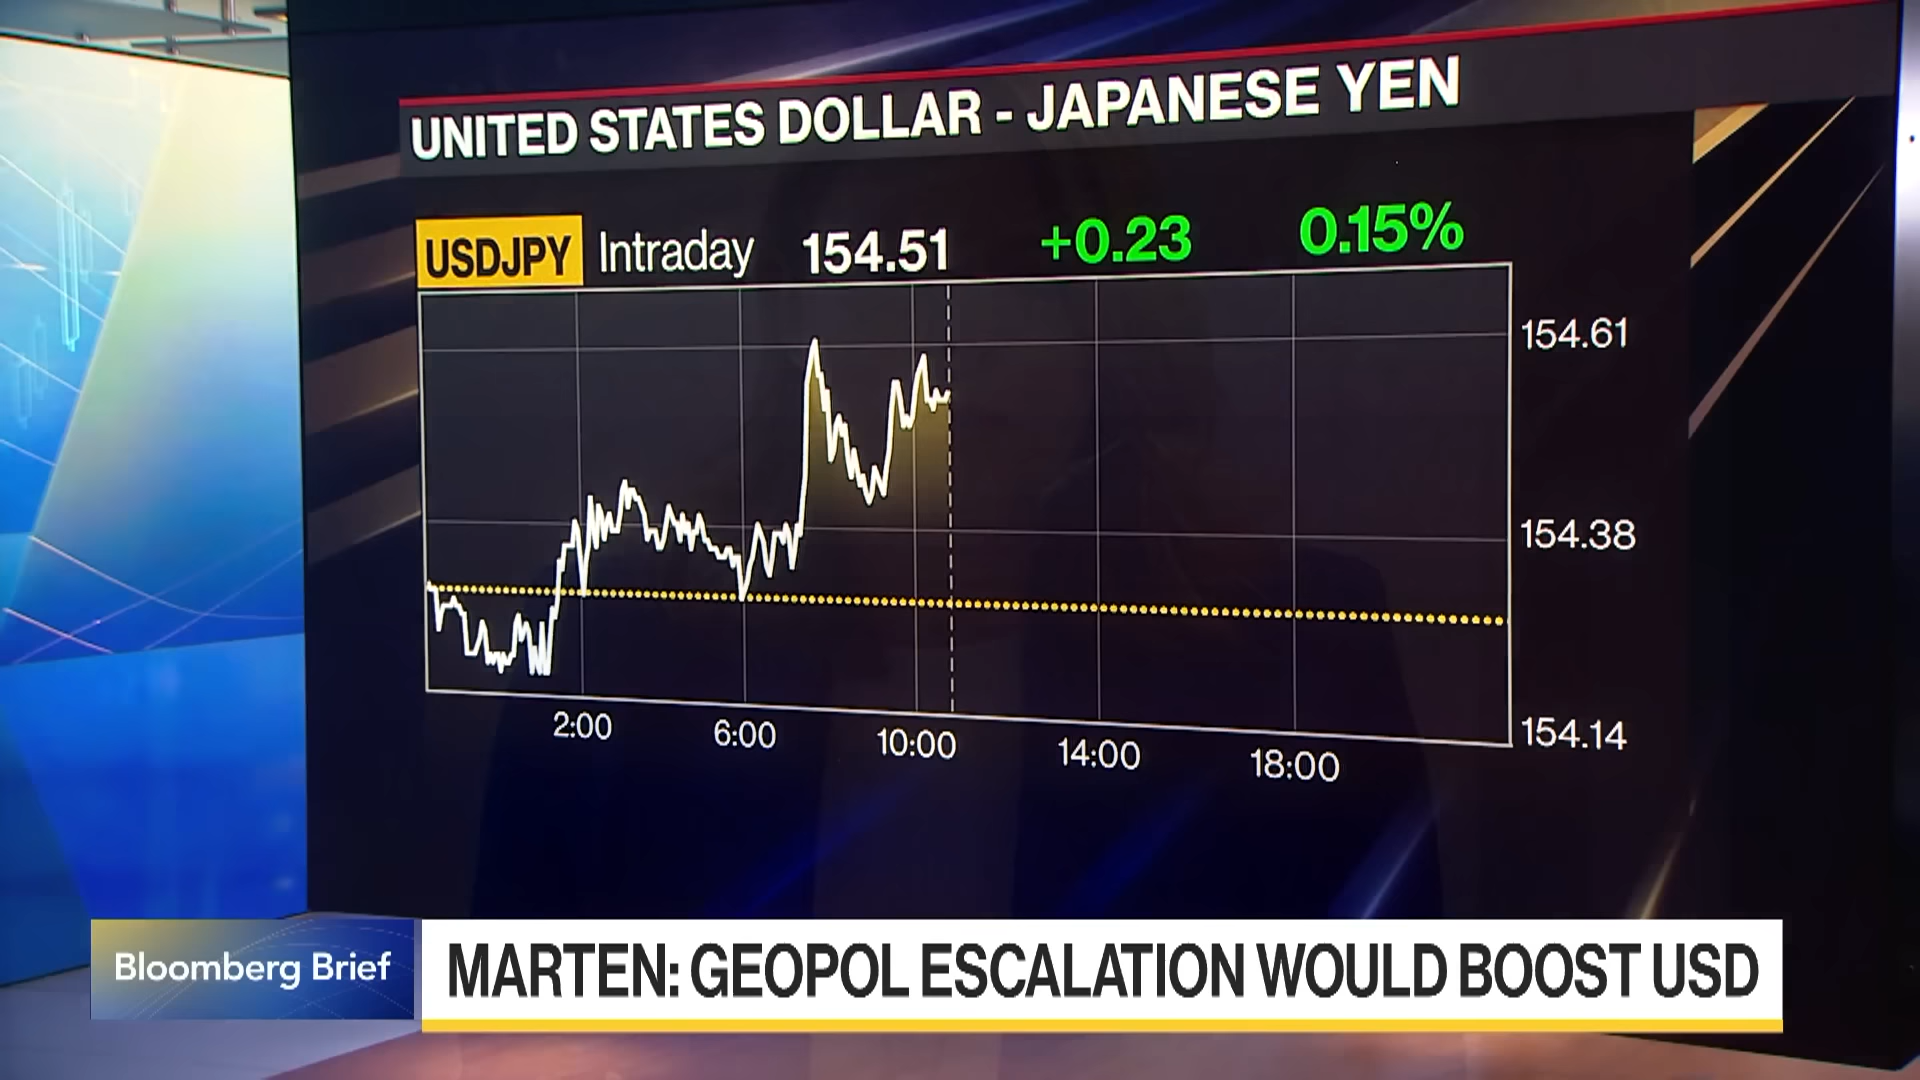 UNITED STATES DOLLAR - JAPANESE YEN
USDJPY Intraday 154.51 +0.23 0.15%
154.61
154.38
154.14
2:00 6:00 10:00 14:00 18:00
Bloomberg Brief
MARTEN: GEOPOL ESCALATION WOULD BOOST USD